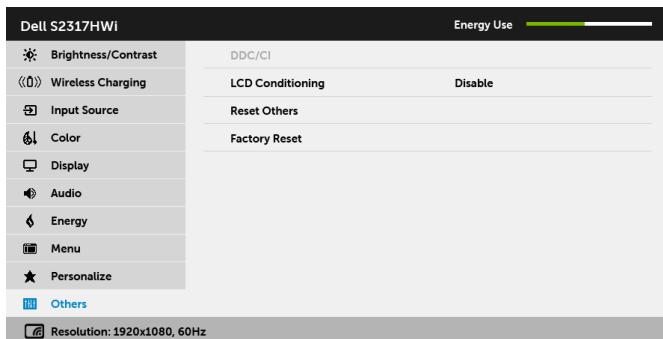 Dell S2317HWi Energy Use
Brightness/Contrast DDC/CI
Wireless Charging LCD Conditioning Disable
Input Source Reset Others
Color Factory Reset
Display
Audio
Energy
Menu
Personalize
Others
Resolution: 1920x1080, 60Hz